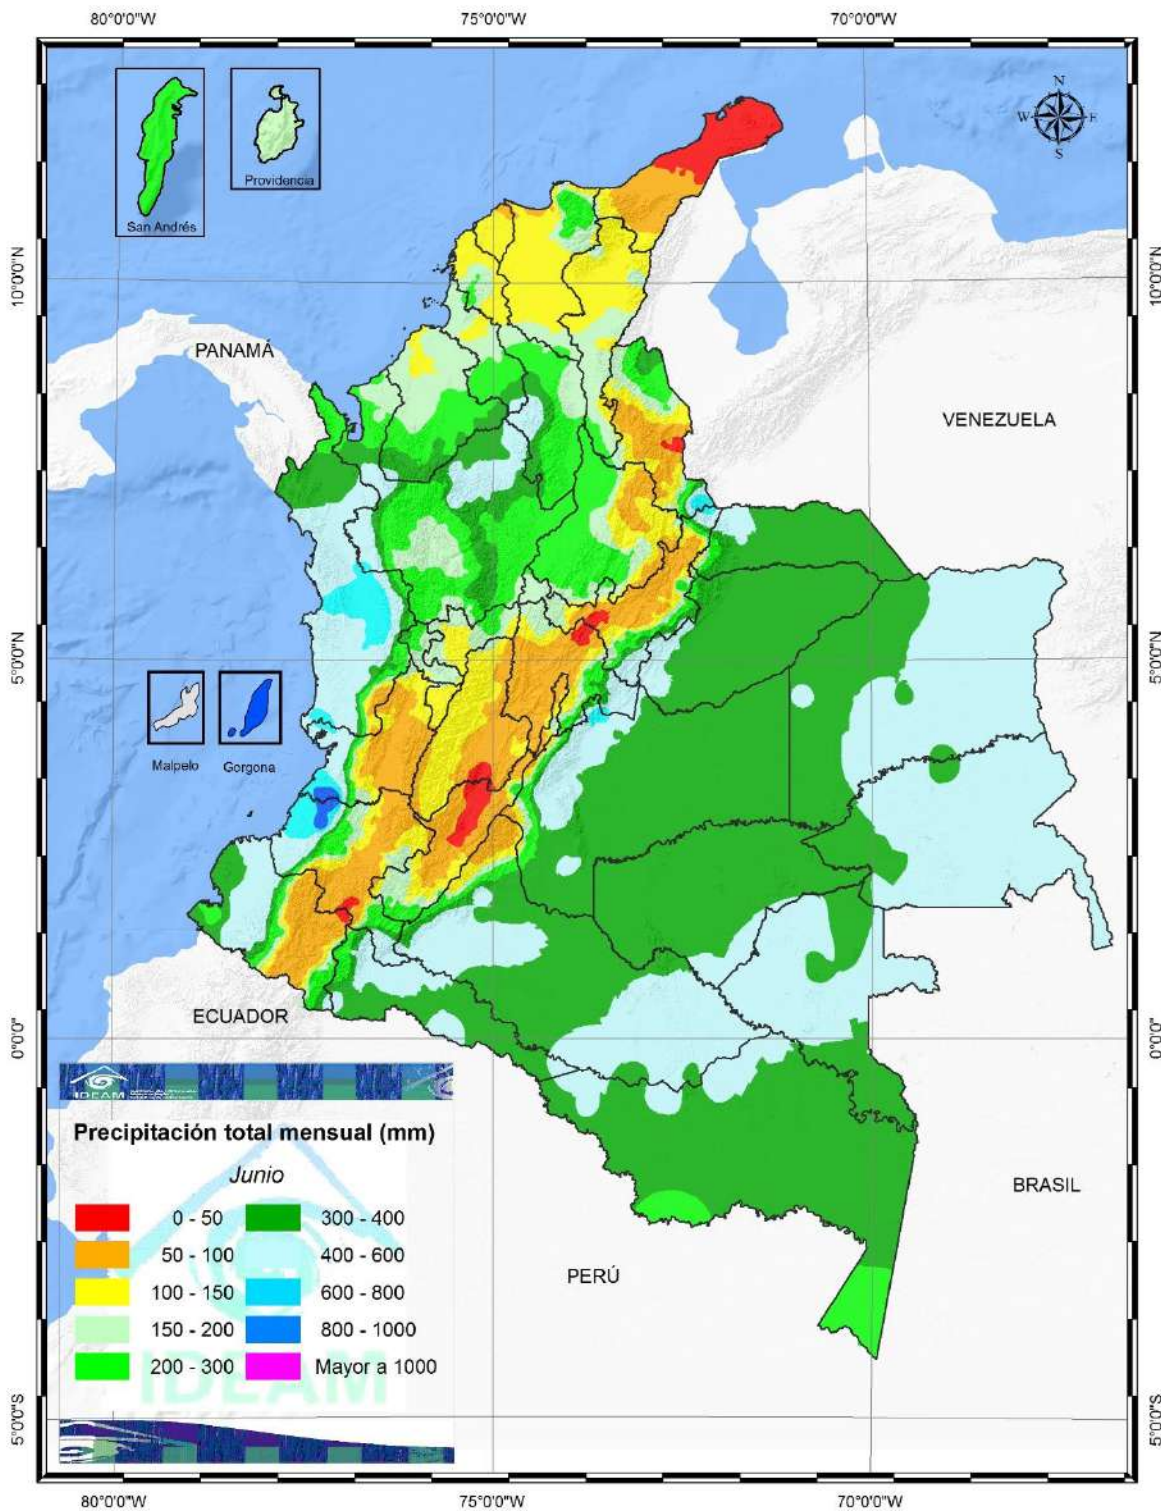 80°0'0"W 75°0'0"W 70°0'0"W
N
W E
S
San Andrés
Providencia
10°0'0"N 10°0'0"N
PANAMÁ
VENEZUELA
5°0'0"N 5°0'0"N
Malpelo Gorgona
ECUADOR
0°0'0" 0°0'0"
IDEAM
Precipitación total mensual (mm)
Junio
0 - 50 300 - 400
50 - 100 400 - 600
100 - 150 600 - 800
150 - 200 800 - 1000
200 - 300 Mayor a 1000
IDEAM
BRASIL
PERÚ
5°0'0"S 5°0'0"S
80°0'0"W 75°0'0"W 70°0'0"W